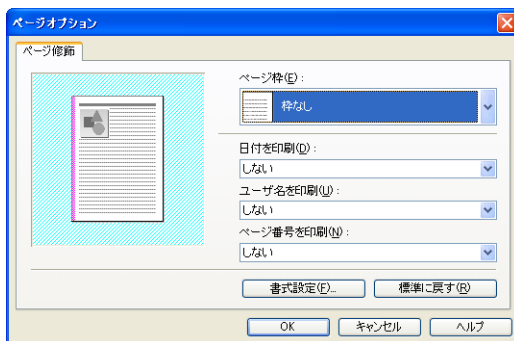 ページオプション
ページ修飾
ページ枠(E):
枠なし
日付を印刷(D):
しない
ユーザ名を印刷(U):
しない
ページ番号を印刷(N):
しない
書式設定(F)...
標準に戻す(R)
OK
キャンセル
ヘルプ